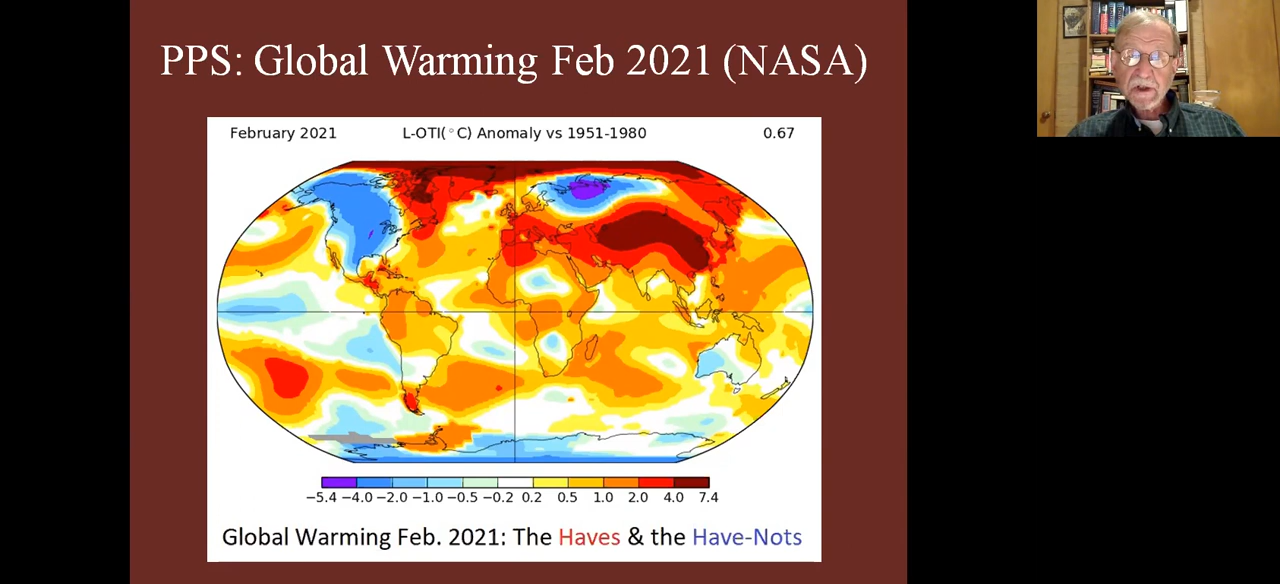 PPS: Global Warming Feb 2021 (NASA)
February 2021 L-OTI(°C) Anomaly vs 1951-1980 0.67
−5.4 −4.0 −2.0 −1.0 −0.5 −0.2 0.2 0.5 1.0 2.0 4.0 7.4
Global Warming Feb. 2021: The Haves & the Have-Nots